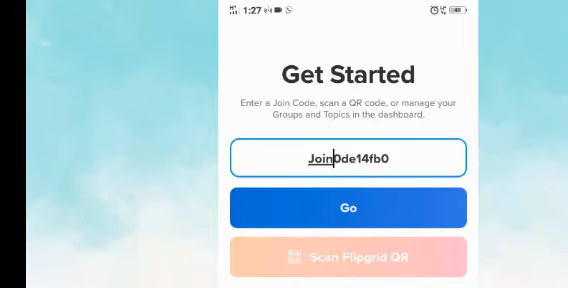 1:27
Get Started
Enter a Join Code, scan a QR code, or manage your
Groups and Topics in the dashboard.
Join0de14fb0
Go
Scan Flipgrid QR